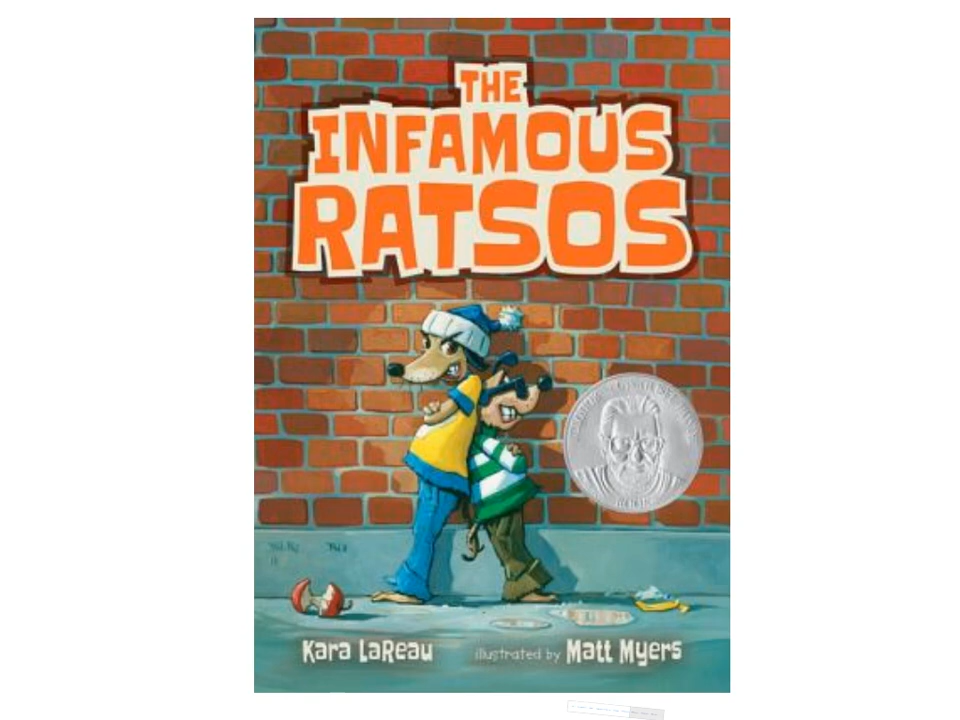 THE
INFAMOUS
RATSOS
Kara LaReau
illustrated by Matt Myers